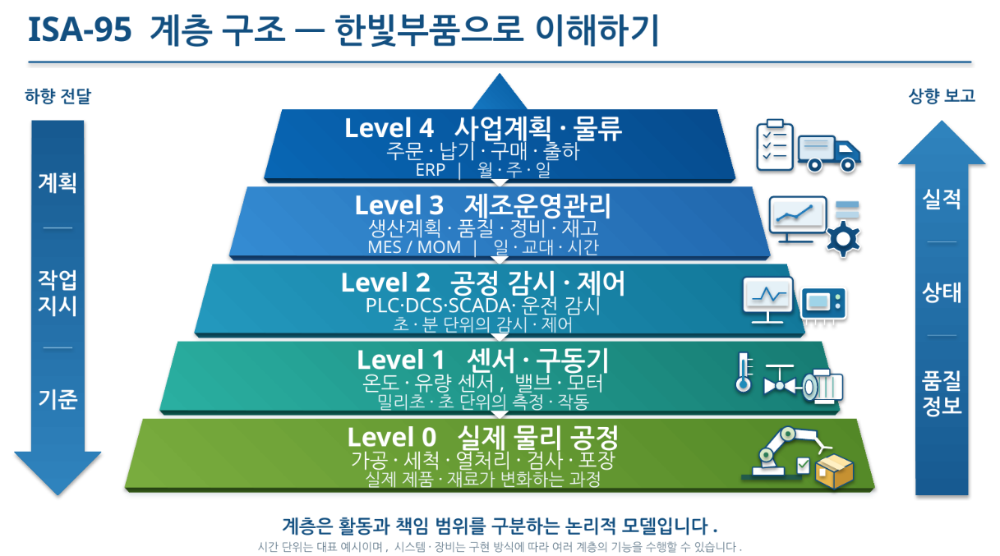 ISA-95 계층 구조 — 한빛부품으로 이해하기
하향 전달
상향 보고
Level 4 사업계획 · 물류
주문 · 납기 · 구매 · 출하
ERP | 월 · 주 · 일
Level 3 제조운영관리
생산계획 · 품질 · 정비 · 재고
MES / MOM | 일 · 교대 · 시간
Level 2 공정 감시 · 제어
PLC·DCS·SCADA· 운전 감시
초 · 분 단위의 감시 · 제어
Level 1 센서 · 구동기
온도 · 유량 센서 , 밸브 · 모터
밀리초 · 초 단위의 측정 · 작동
Level 0 실제 물리 공정
가공 · 세척 · 열처리 · 검사 · 포장
실제 제품 · 재료가 변화하는 과정
계획
작업
지시
기준
실적
상태
품질
정보
계층은 활동과 책임 범위를 구분하는 논리적 모델입니다 .
시간 단위는 대표 예시이며 , 시스템 · 장비는 구현 방식에 따라 여러 계층의 기능을 수행할 수 있습니다 .